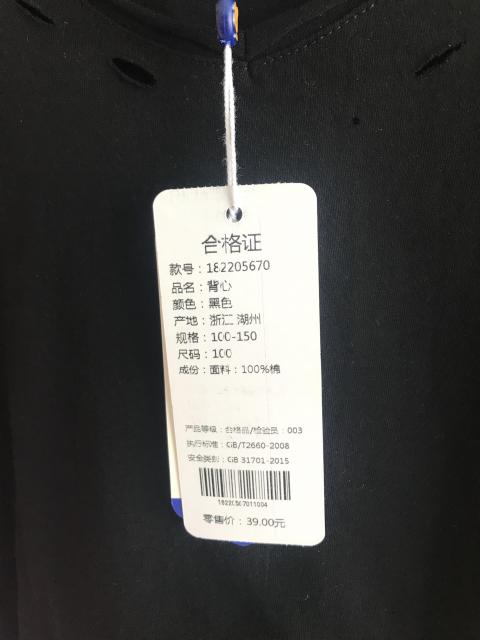 合格证
款号：182205670
品名：背心
颜色：黑色
产地：浙江 湖州
规格：100-150
尺码：100
成份：面料：100%棉
产品等级：合格品/检验员：003
执行标准：GB/T2660-2008
安全类别：GB 31701-2015
18220567011004
零售价：39.00元